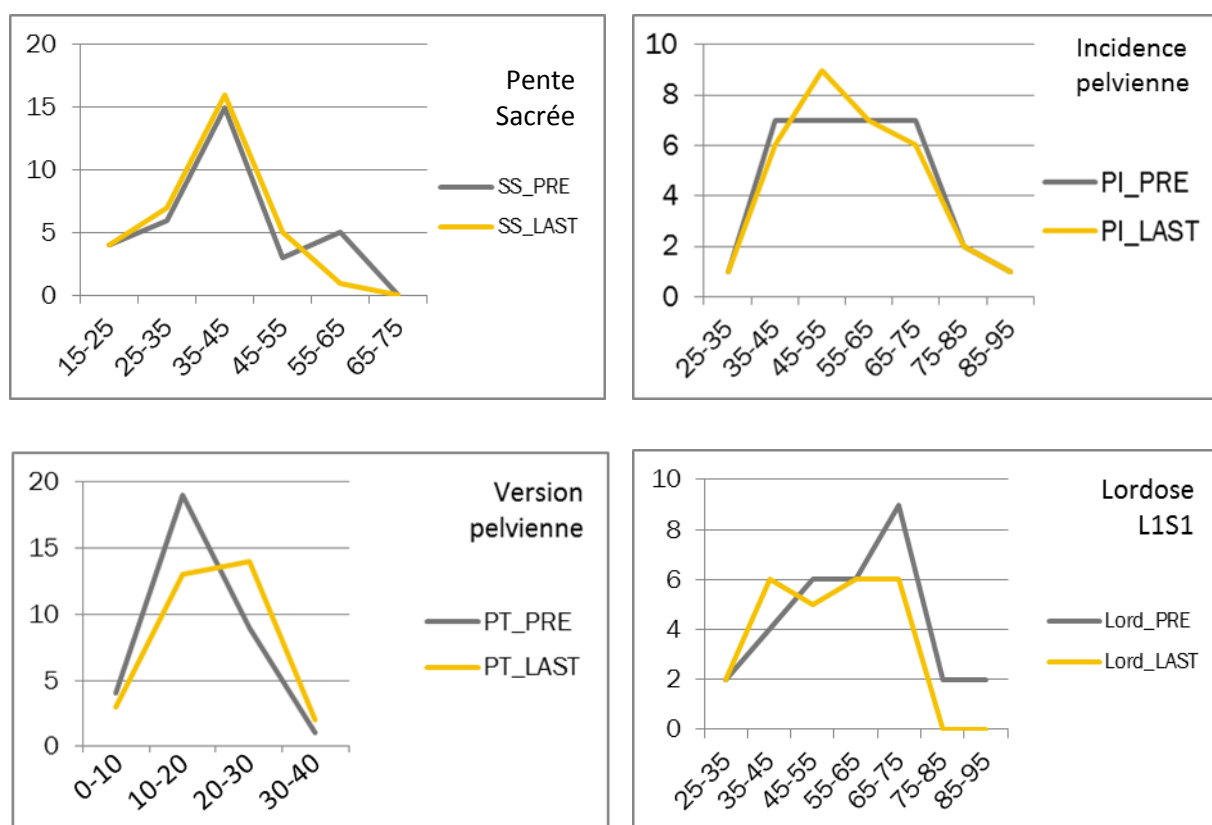 20
15
10
5
0
15-25
25-35
35-45
45-55
55-65
65-75
Pente
Sacrée
SS_PRE
SS_LAST
10
8
6
4
2
0
25-35
35-45
45-55
55-65
65-75
75-85
85-95
Incidence
pelvienne
PI_PRE
PI_LAST
20
15
10
5
0
0-10
10-20
20-30
30-40
Version
pelvienne
PT_PRE
PT_LAST
10
8
6
4
2
0
25-35
35-45
45-55
55-65
65-75
75-85
85-95
Lordose
L1S1
Lord_PRE
Lord_LAST